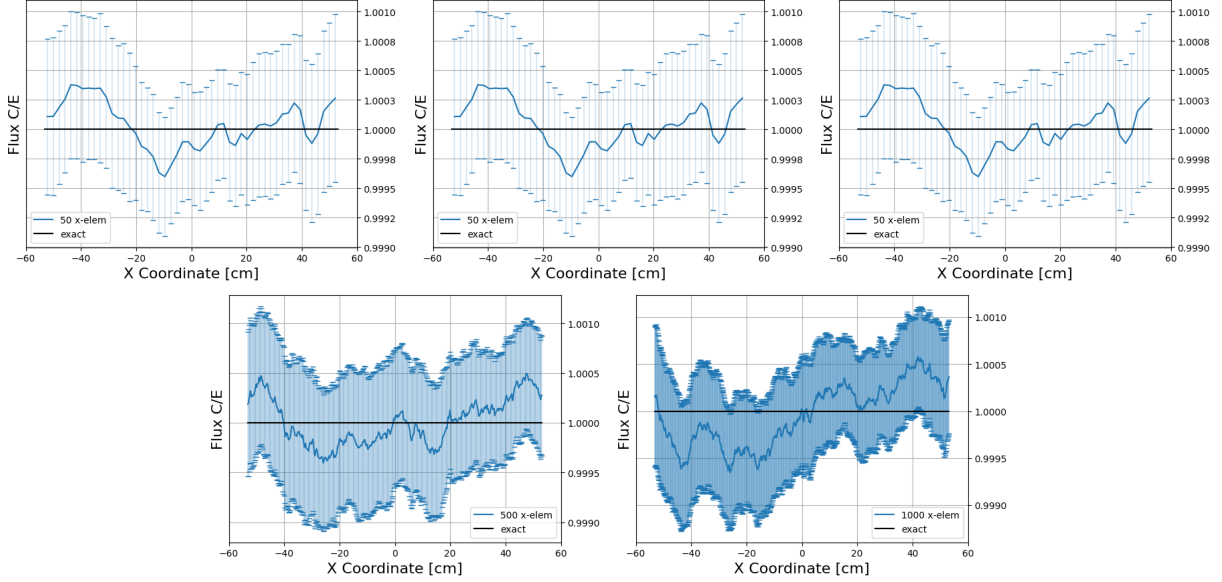 Flux C/E
1.0010
1.0008
1.0005
1.0003
1.0000
0.9998
0.9995
0.9992
0.9990
50 x-elem
exact
−60 −40 −20 0 20 40 60
X Coordinate [cm]
Flux C/E
1.0010
1.0008
1.0005
1.0003
1.0000
0.9998
0.9995
0.9992
0.9990
50 x-elem
exact
−60 −40 −20 0 20 40 60
X Coordinate [cm]
Flux C/E
1.0010
1.0008
1.0005
1.0003
1.0000
0.9998
0.9995
0.9992
0.9990
50 x-elem
exact
−60 −40 −20 0 20 40 60
X Coordinate [cm]
Flux C/E
1.0010
1.0005
1.0000
0.9995
0.9990
500 x-elem
exact
−60 −40 −20 0 20 40 60
X Coordinate [cm]
Flux C/E
1.0010
1.0005
1.0000
0.9995
0.9990
1000 x-elem
exact
−60 −40 −20 0 20 40 60
X Coordinate [cm]